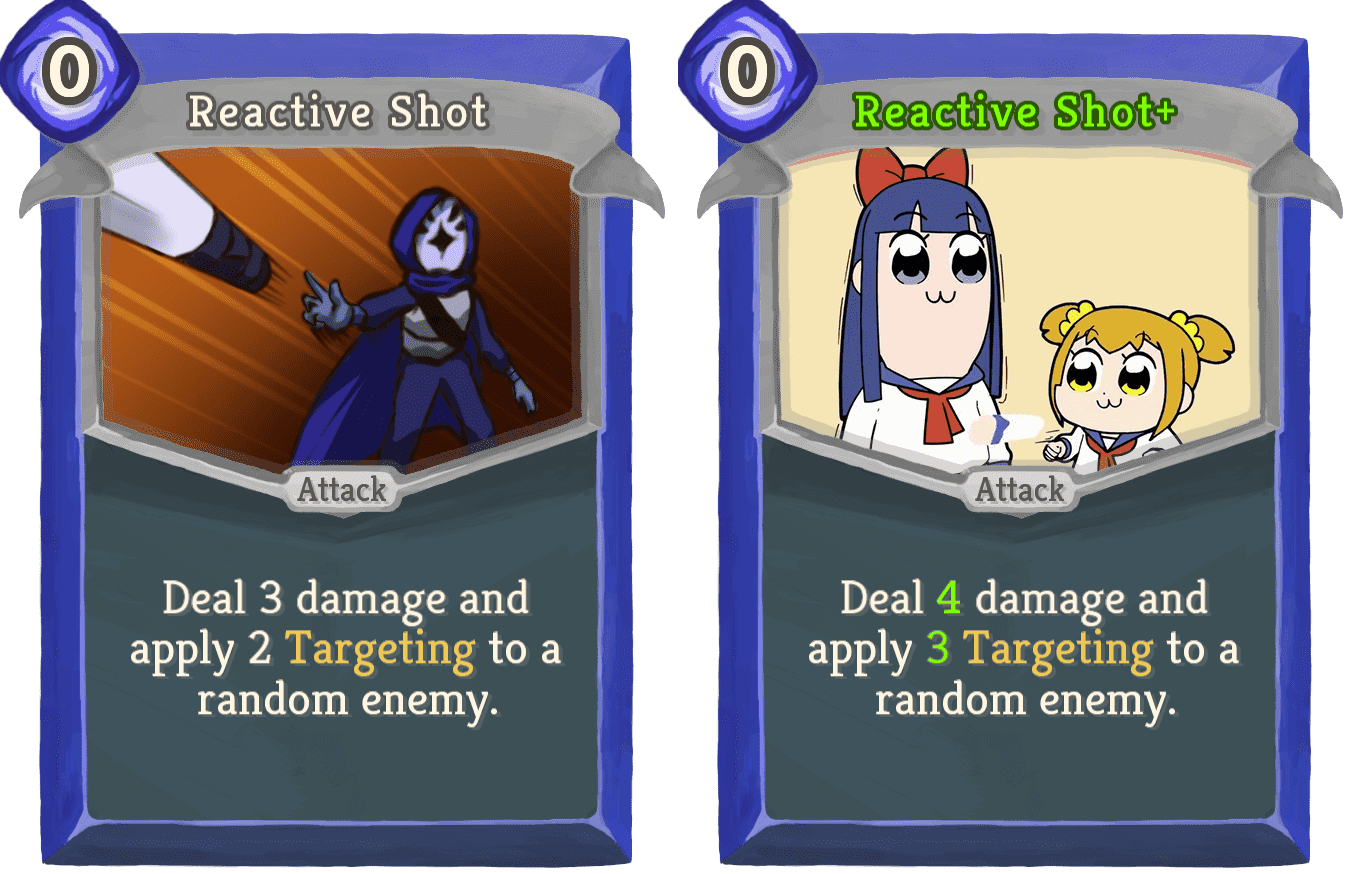 0
Reactive Shot
Attack
Deal 3 damage and
apply 2 Targeting to a
random enemy.
0
Reactive Shot+
Attack
Deal 4 damage and
apply 3 Targeting to a
random enemy.